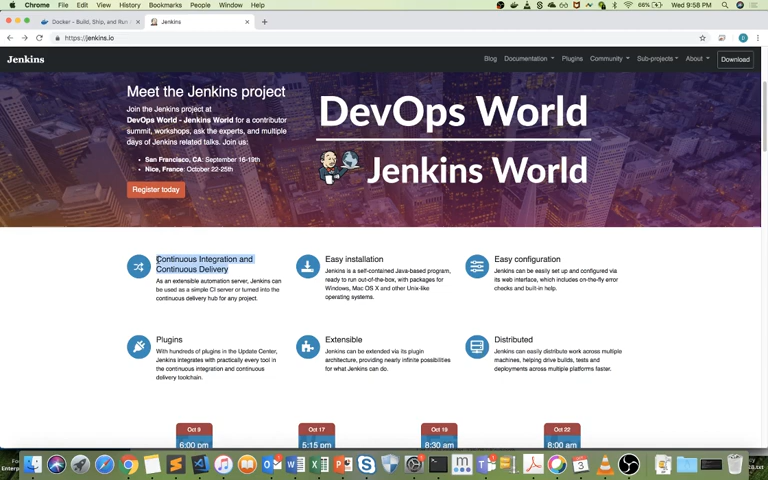 Chrome File Edit View History Bookmarks People Window Help
66% Wed 9:58 PM
Docker - Build, Ship, and Run
Jenkins
https://jenkins.io
Jenkins
Blog Documentation Plugins Community Sub-projects About Download
Meet the Jenkins project
Join the Jenkins project at
DevOps World - Jenkins World for a contributor
summit, workshops, ask the experts, and multiple
days of Jenkins related talks. Join us:
San Francisco, CA: September 16-19th
Nice, France: October 22-25th
Register today
DevOps World
Jenkins World
Continuous Integration and
Continuous Delivery
As an extensible automation server, Jenkins can
be used as a simple CI server or turned into the
continuous delivery hub for any project.
Easy installation
Jenkins is a self-contained Java-based program,
ready to run out-of-the-box, with packages for
Windows, Mac OS X and other Unix-like
operating systems.
Easy configuration
Jenkins can be easily set up and configured via
its web interface, which includes on-the-fly error
checks and built-in help.
Plugins
With hundreds of plugins in the Update Center,
Jenkins integrates with practically every tool in
the continuous integration and continuous
delivery toolchain.
Extensible
Jenkins can be extended via its plugin
architecture, providing nearly infinite possibilities
for what Jenkins can do.
Distributed
Jenkins can easily distribute work across multiple
machines, helping drive builds, tests and
deployments across multiple platforms faster.
Oct 9
6:00 pm
Oct 17
5:15 pm
Oct 19
8:30 am
Oct 22
8:00 am